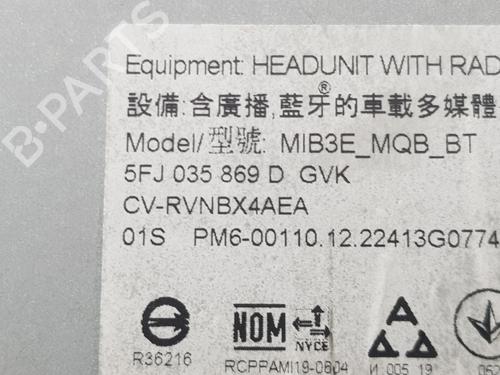 B-PARTS
Equipment: HEADUNIT WITH RAD
設備:含廣播,藍牙®的車載多媒體
Model/型號: MIB3E_MQB_BT
5FJ 035 869 D GVK
CV-RVNBX4AEA
01S PM6-00110.12.22413G0774
NOM NYCE
R36216 RCPPAMI19-0604 И 005 19